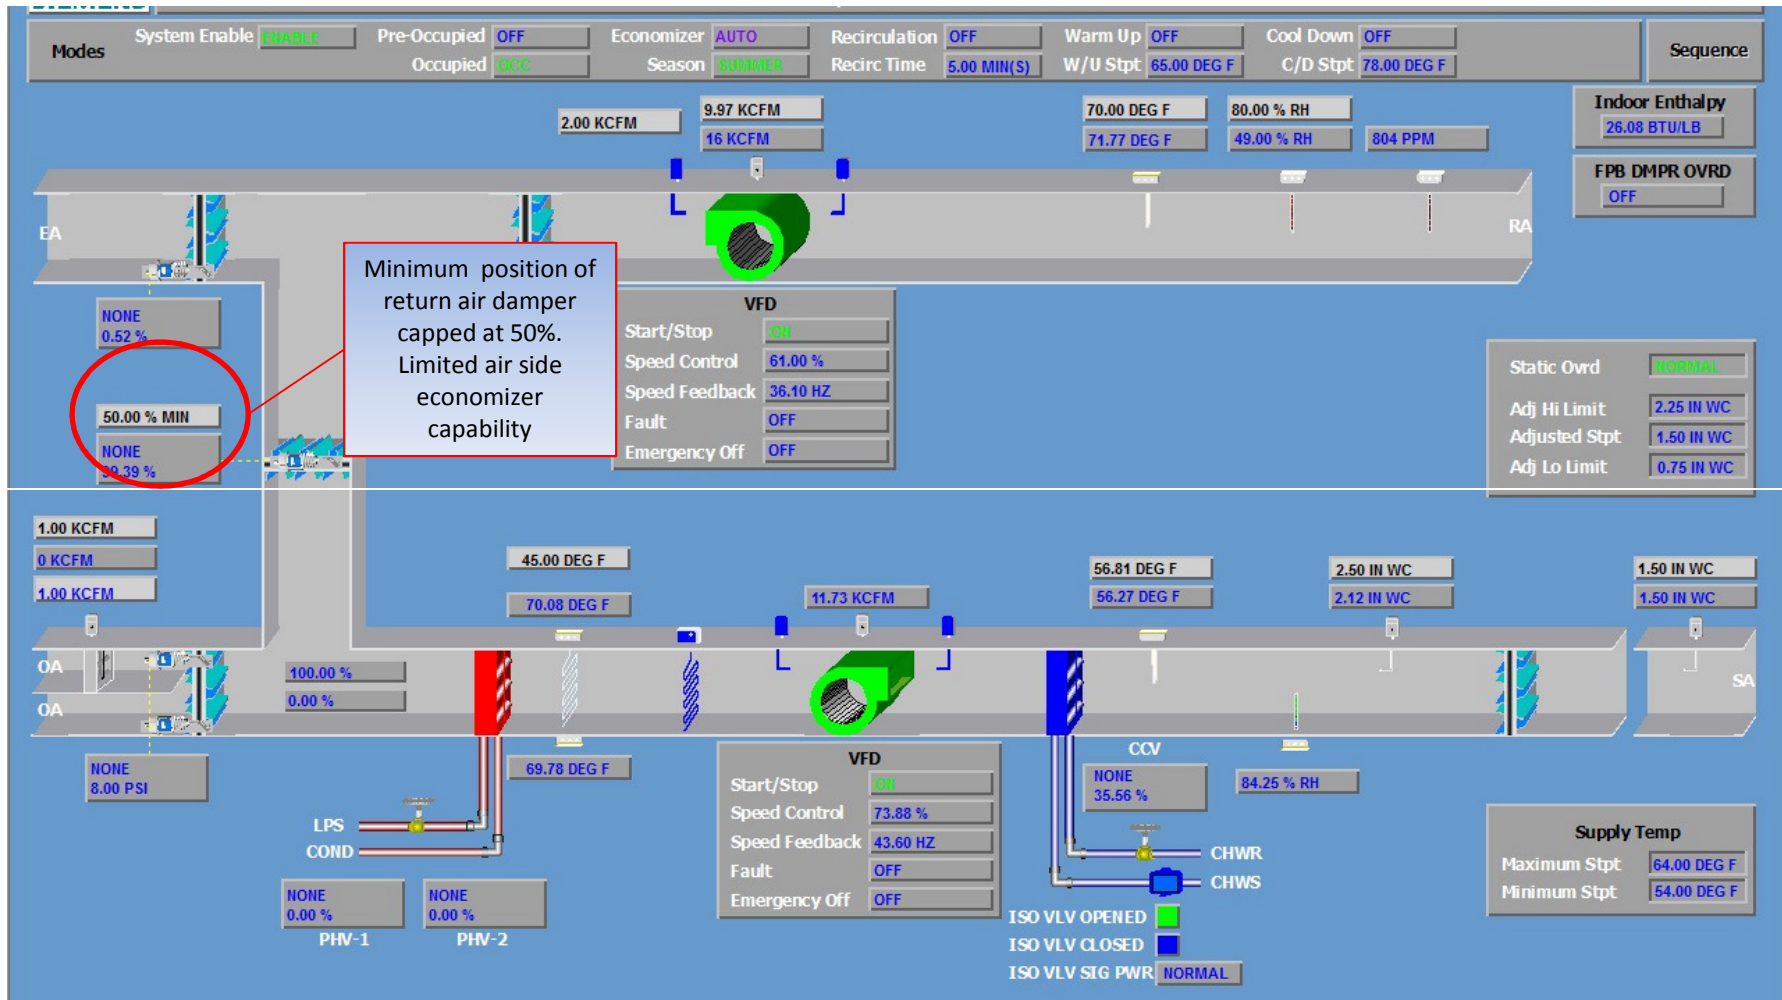 System Enable ENABLE Pre-Occupied OFF Economizer AUTO Recirculation OFF Warm Up OFF Cool Down OFF
Modes Sequence
Occupied OCC Season SUMMER Recirc Time 5.00 MIN(S) W/U Stpt 65.00 DEG F C/D Stpt 78.00 DEG F
2.00 KCFM
9.97 KCFM
16 KCFM
70.00 DEG F 80.00 % RH
71.77 DEG F 49.00 % RH 804 PPM
Indoor Enthalpy
26.08 BTU/LB
FPB DMPR OVRD
OFF
EA
RA
NONE
0.52 %
50.00 % MIN
NONE
99.39 %
Minimum position of
return air damper
capped at 50%.
Limited air side
economizer
capability
VFD
Start/Stop ON
Speed Control 61.00 %
Speed Feedback 36.10 HZ
Fault OFF
Emergency Off OFF
Static Ovrd NORMAL
Adj Hi Limit 2.25 IN WC
Adjusted Stpt 1.50 IN WC
Adj Lo Limit 0.75 IN WC
1.00 KCFM
0 KCFM
1.00 KCFM
45.00 DEG F
70.08 DEG F
11.73 KCFM
56.81 DEG F
56.27 DEG F
2.50 IN WC
2.12 IN WC
1.50 IN WC
1.50 IN WC
OA
OA
100.00 %
0.00 %
SA
NONE
8.00 PSI
69.78 DEG F
LPS
COND
NONE
0.00 %
PHV-1
NONE
0.00 %
PHV-2
VFD
Start/Stop ON
Speed Control 73.88 %
Speed Feedback 43.60 HZ
Fault OFF
Emergency Off OFF
CCV
NONE
35.56 %
84.25 % RH
CHWR
CHWS
ISO VLV OPENED
ISO VLV CLOSED
ISO VLV SIG PWR NORMAL
Supply Temp
Maximum Stpt 64.00 DEG F
Minimum Stpt 54.00 DEG F